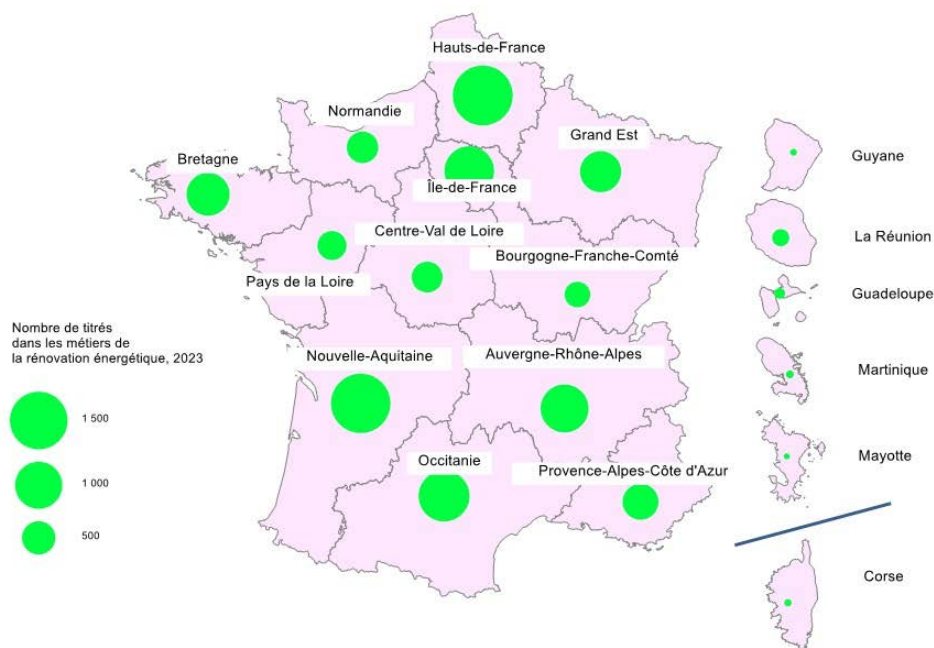 Hauts-de-France
Normandie
Grand Est
Bretagne
Île-de-France
Guyane
Centre-Val de Loire
La Réunion
Bourgogne-Franche-Comté
Pays de la Loire
Guadeloupe
Nombre de titrés
dans les métiers de
la rénovation énergétique, 2023
Nouvelle-Aquitaine
Auvergne-Rhône-Alpes
Martinique
1 500
Occitanie
Provence-Alpes-Côte d'Azur
Mayotte
1 000
500
Corse